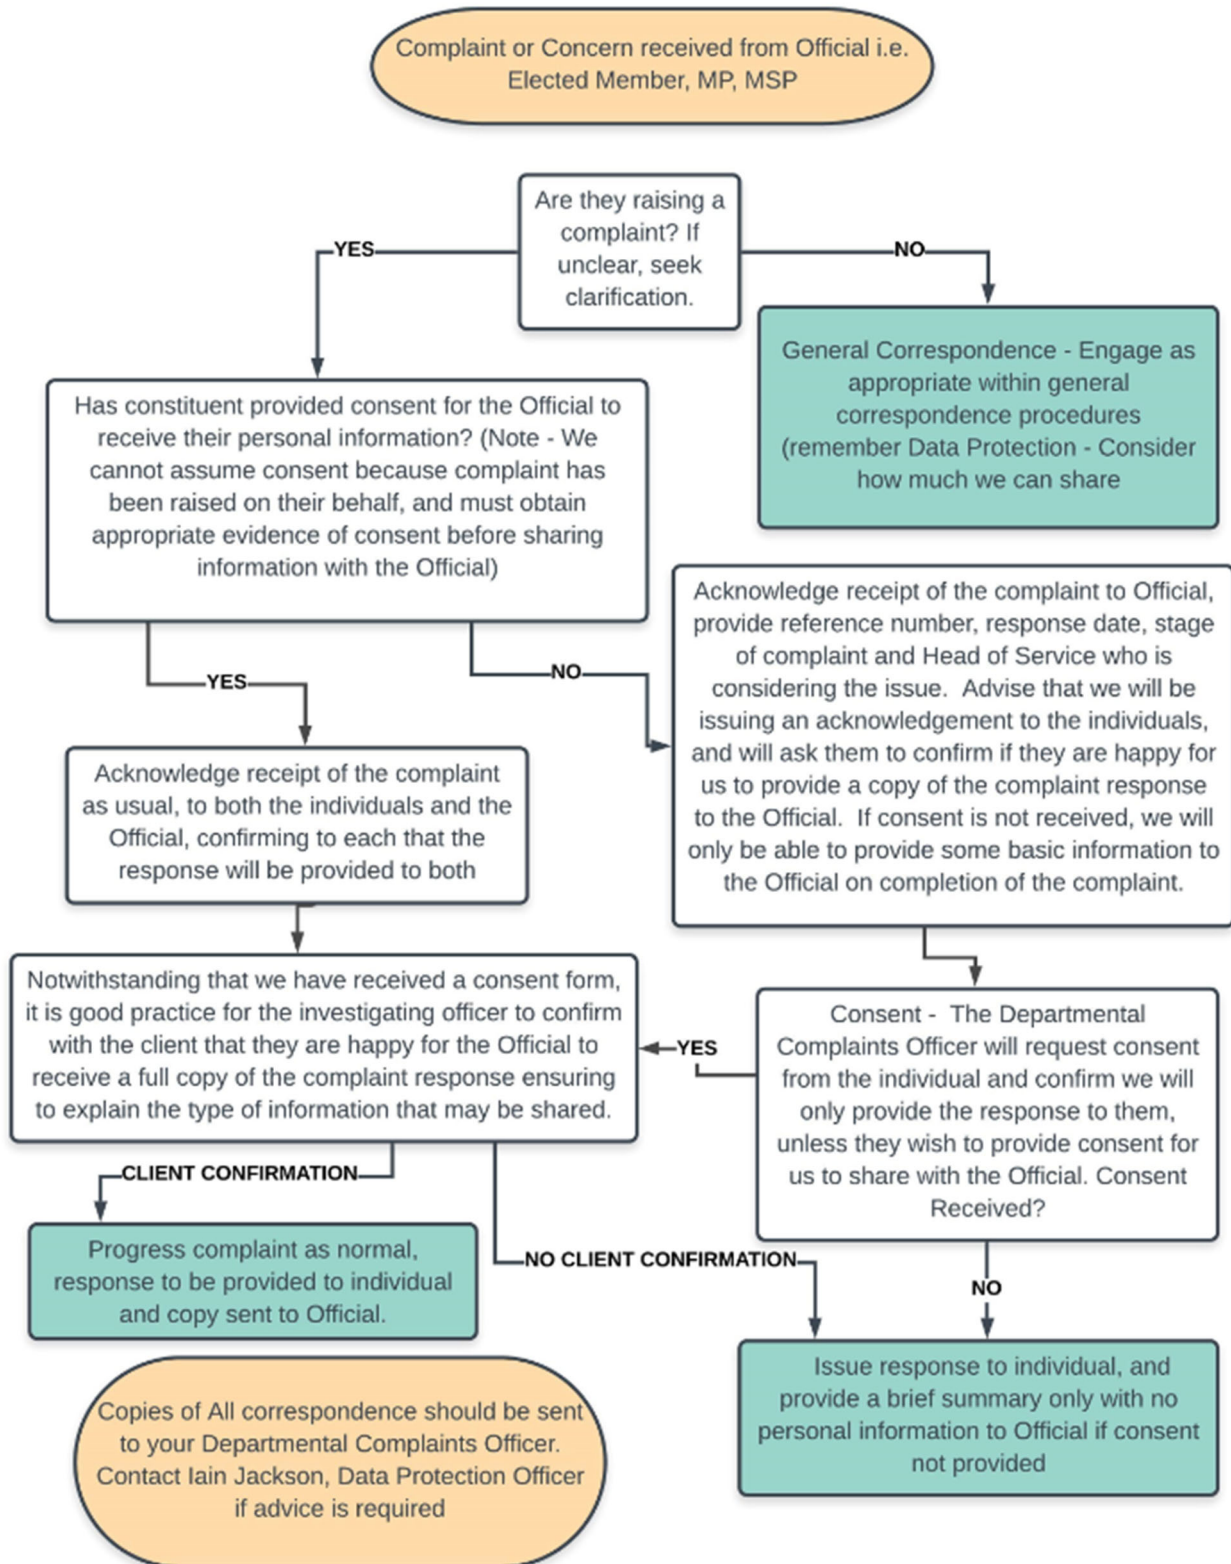 Complaint or Concern received from Official i.e.
Elected Member, MP, MSP
Are they raising a
complaint? If
unclear, seek
clarification.
YES
NO
General Correspondence - Engage as
appropriate within general
correspondence procedures
(remember Data Protection - Consider
how much we can share
Has constituent provided consent for the Official to
receive their personal information? (Note - We
cannot assume consent because complaint has
been raised on their behalf, and must obtain
appropriate evidence of consent before sharing
information with the Official)
YES
NO
Acknowledge receipt of the complaint to Official,
provide reference number, response date, stage
of complaint and Head of Service who is
considering the issue.  Advise that we will be
issuing an acknowledgement to the individuals,
and will ask them to confirm if they are happy for
us to provide a copy of the complaint response
to the Official.  If consent is not received, we will
only be able to provide some basic information to
the Official on completion of the complaint.
Acknowledge receipt of the complaint
as usual, to both the individuals and the
Official, confirming to each that the
response will be provided to both
Notwithstanding that we have received a consent form,
it is good practice for the investigating officer to confirm
with the client that they are happy for the Official to
receive a full copy of the complaint response ensuring
to explain the type of information that may be shared.
YES
Consent -  The Departmental
Complaints Officer will request consent
from the individual and confirm we will
only provide the response to them,
unless they wish to provide consent for
us to share with the Official. Consent
Received?
CLIENT CONFIRMATION
NO CLIENT CONFIRMATION
NO
Progress complaint as normal,
response to be provided to individual
and copy sent to Official.
Issue response to individual, and
provide a brief summary only with no
personal information to Official if consent
not provided
Copies of All correspondence should be sent
to your Departmental Complaints Officer.
Contact Iain Jackson, Data Protection Officer
if advice is required